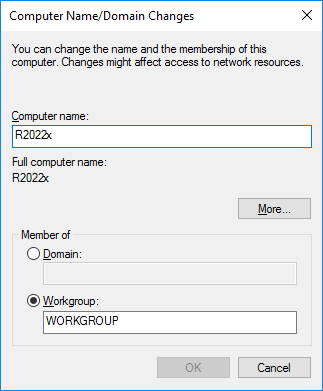 Computer Name/Domain Changes
You can change the name and the membership of this
computer. Changes might affect access to network resources.
Computer name:
R2022x
Full computer name:
R2022x
More...
Member of
Domain:
Workgroup:
WORKGROUP
OK
Cancel